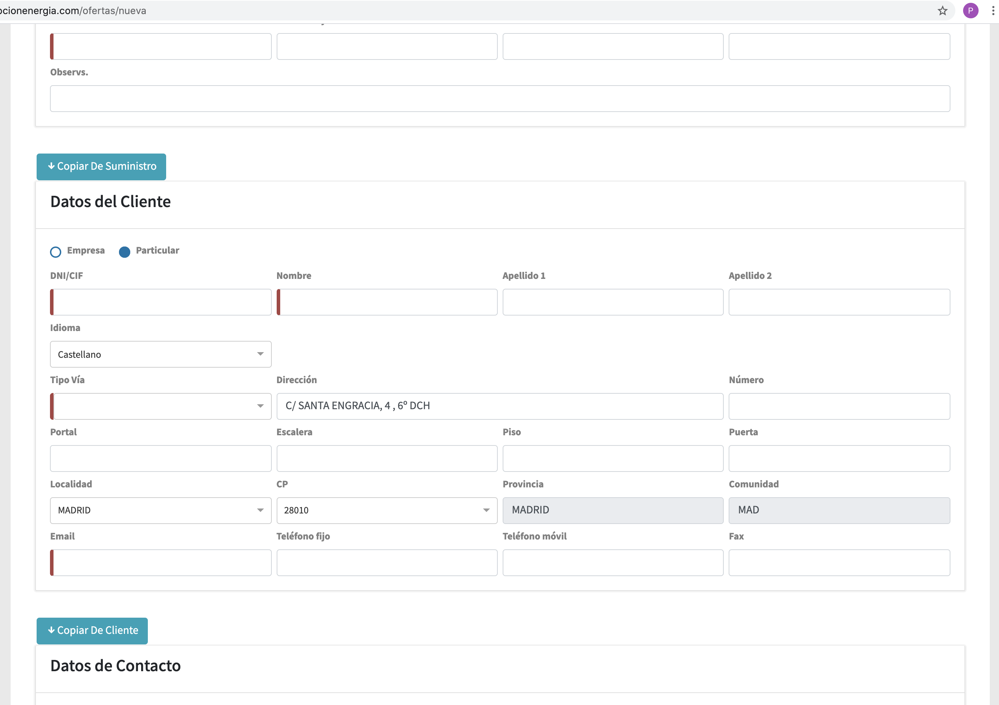 ocionenergia.com/ofertas/nueva
P
Observs.
Copiar De Suministro
Datos del Cliente
Empresa Particular
DNI/CIF Nombre Apellido 1 Apellido 2
Idioma
Castellano
Tipo Vía Dirección Número
C/ SANTA ENGRACIA, 4 , 6º DCH
Portal Escalera Piso Puerta
Localidad CP Provincia Comunidad
MADRID 28010 MADRID MAD
Email Teléfono fijo Teléfono móvil Fax
Copiar De Cliente
Datos de Contacto